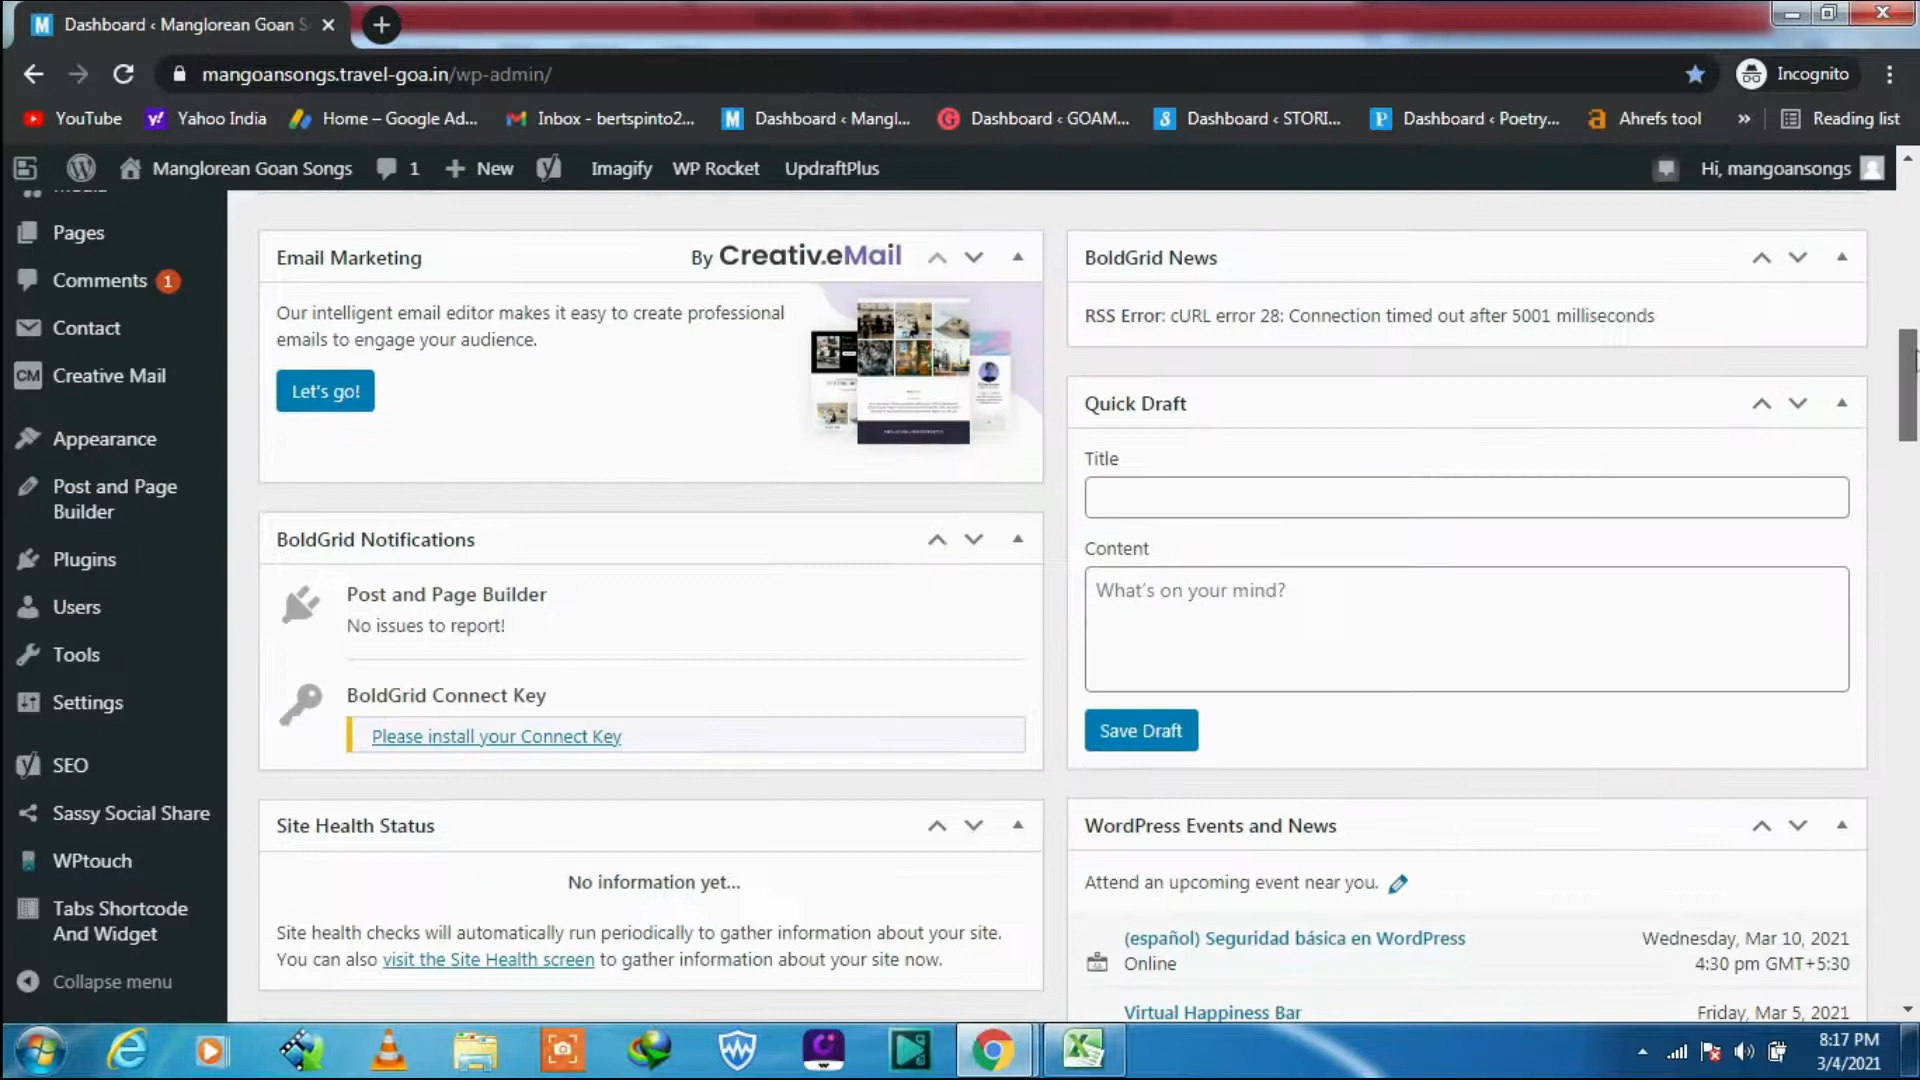 Dashboard ‹ Manglorean Goan S
mangoansongs.travel-goa.in/wp-admin/
Incognito
YouTube
Yahoo India
Home – Google Ad...
Inbox - bertspinto2...
Dashboard ‹ Mangl...
Dashboard ‹ GOAM...
Dashboard ‹ STORI...
Dashboard ‹ Poetry...
Ahrefs tool
»
Reading list
Manglorean Goan Songs
1
New
Imagify
WP Rocket
UpdraftPlus
Hi, mangoansongs
Media
Pages
Comments 1
Contact
CM Creative Mail
Appearance
Post and Page
Builder
Plugins
Users
Tools
Settings
SEO
Sassy Social Share
WPtouch
Tabs Shortcode
And Widget
Collapse menu
Email Marketing
By Creativ.eMail
Our intelligent email editor makes it easy to create professional
emails to engage your audience.
Let's go!
BoldGrid Notifications
Post and Page Builder
No issues to report!
BoldGrid Connect Key
Please install your Connect Key
Site Health Status
No information yet...
Site health checks will automatically run periodically to gather information about your site.
You can also visit the Site Health screen to gather information about your site now.
BoldGrid News
RSS Error: cURL error 28: Connection timed out after 5001 milliseconds
Quick Draft
Title
Content
What's on your mind?
Save Draft
WordPress Events and News
Attend an upcoming event near you.
(español) Seguridad básica en WordPress
Online
Wednesday, Mar 10, 2021
4:30 pm GMT+5:30
Virtual Happiness Bar
Friday, Mar 5, 2021
8:17 PM
3/4/2021